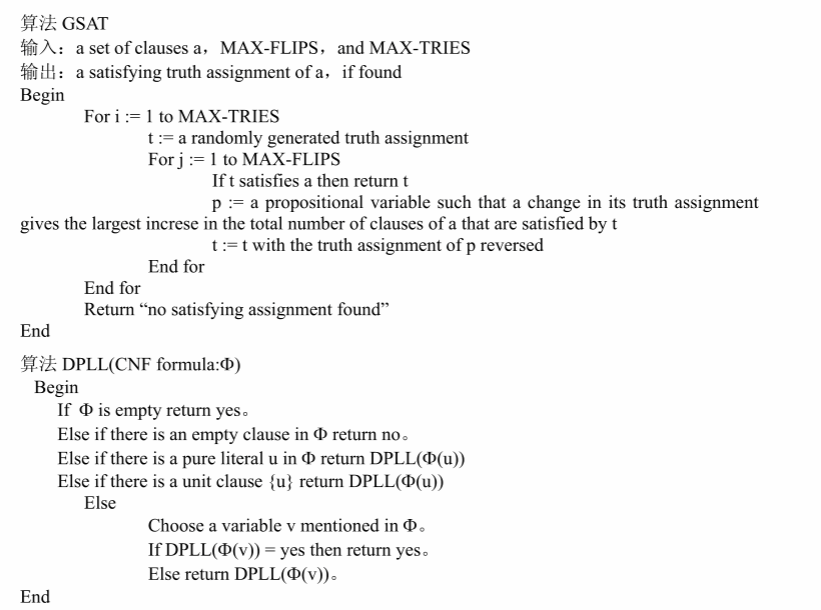 算法 GSAT
输入：a set of clauses a，MAX-FLIPS，and MAX-TRIES
输出：a satisfying truth assignment of a，if found
Begin
For i := 1 to MAX-TRIES
t := a randomly generated truth assignment
For j := 1 to MAX-FLIPS
If t satisfies a then return t
p := a propositional variable such that a change in its truth assignment
gives the largest increse in the total number of clauses of a that are satisfied by t
t := t with the truth assignment of p reversed
End for
End for
Return “no satisfying assignment found”
End
算法 DPLL(CNF formula:Φ)
Begin
If Φ is empty return yes。
Else if there is an empty clause in Φ return no。
Else if there is a pure literal u in Φ return DPLL(Φ(u))
Else if there is a unit clause {u} return DPLL(Φ(u))
Else
Choose a variable v mentioned in Φ。
If DPLL(Φ(v)) = yes then return yes。
Else return DPLL(Φ(v))。
End